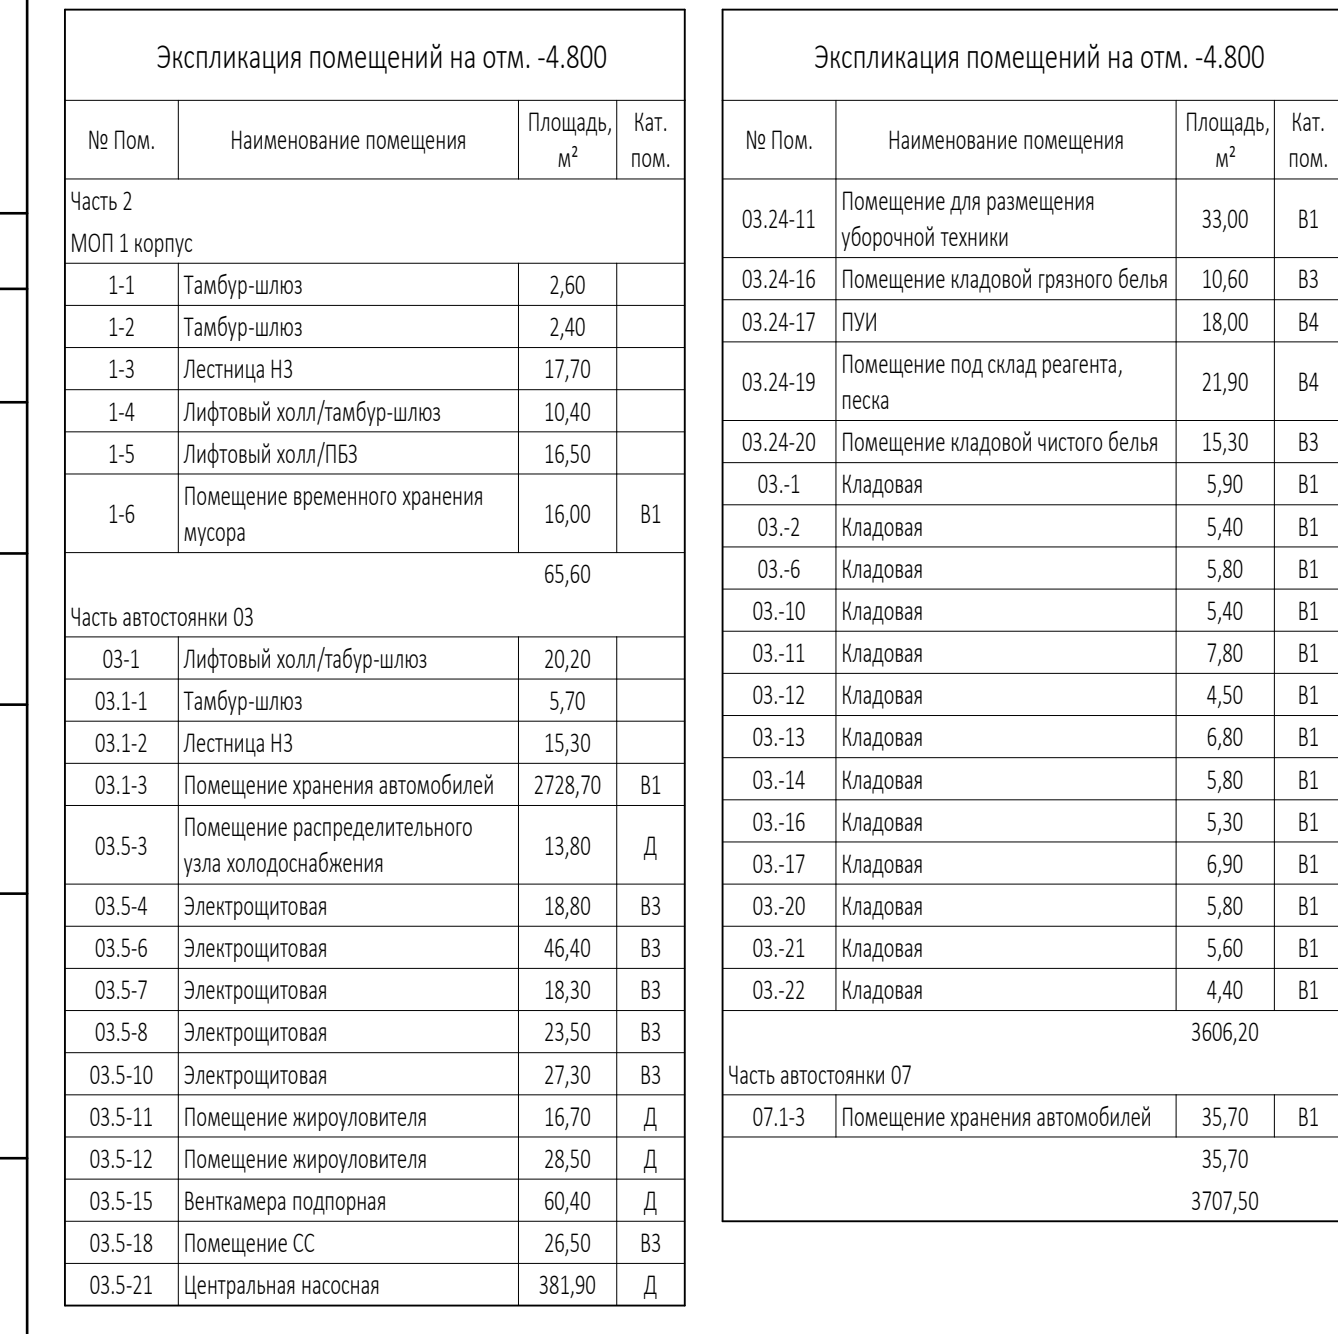 Экспликация помещений на отм. -4.800
№ Пом. Наименование помещения Площадь, м² Кат. пом.
Часть 2
МОП 1 корпус
1-1 Тамбур-шлюз 2,60
1-2 Тамбур-шлюз 2,40
1-3 Лестница Н3 17,70
1-4 Лифтовый холл/тамбур-шлюз 10,40
1-5 Лифтовый холл/ПБЗ 16,50
1-6 Помещение временного хранения мусора 16,00 В1
65,60
Часть автостоянки 03
03-1 Лифтовый холл/табур-шлюз 20,20
03.1-1 Тамбур-шлюз 5,70
03.1-2 Лестница Н3 15,30
03.1-3 Помещение хранения автомобилей 2728,70 В1
03.5-3 Помещение распределительного узла холодоснабжения 13,80 Д
03.5-4 Электрощитовая 18,80 В3
03.5-6 Электрощитовая 46,40 В3
03.5-7 Электрощитовая 18,30 В3
03.5-8 Электрощитовая 23,50 В3
03.5-10 Электрощитовая 27,30 В3
03.5-11 Помещение жироуловителя 16,70 Д
03.5-12 Помещение жироуловителя 28,50 Д
03.5-15 Венткамера подпорная 60,40 Д
03.5-18 Помещение СС 26,50 В3
03.5-21 Центральная насосная 381,90 Д
Экспликация помещений на отм. -4.800
№ Пом. Наименование помещения Площадь, м² Кат. пом.
03.24-11 Помещение для размещения уборочной техники 33,00 В1
03.24-16 Помещение кладовой грязного белья 10,60 В3
03.24-17 ПУИ 18,00 В4
03.24-19 Помещение под склад реагента, песка 21,90 В4
03.24-20 Помещение кладовой чистого белья 15,30 В3
03.-1 Кладовая 5,90 В1
03.-2 Кладовая 5,40 В1
03.-6 Кладовая 5,80 В1
03.-10 Кладовая 5,40 В1
03.-11 Кладовая 7,80 В1
03.-12 Кладовая 4,50 В1
03.-13 Кладовая 6,80 В1
03.-14 Кладовая 5,80 В1
03.-16 Кладовая 5,30 В1
03.-17 Кладовая 6,90 В1
03.-20 Кладовая 5,80 В1
03.-21 Кладовая 5,60 В1
03.-22 Кладовая 4,40 В1
3606,20
Часть автостоянки 07
07.1-3 Помещение хранения автомобилей 35,70 В1
35,70
3707,50